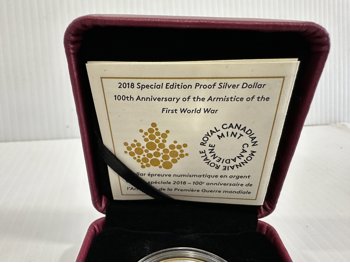 2018 Special Edition Proof Silver Dollar
100th Anniversary of the Armistice of the
First World War
ROYAL CANADIAN MINT
MONNAIE ROYALE CANADIENNE
épreuve numismatique en argent
spéciale 2018 – 100e anniversaire de
de la Première Guerre mondiale